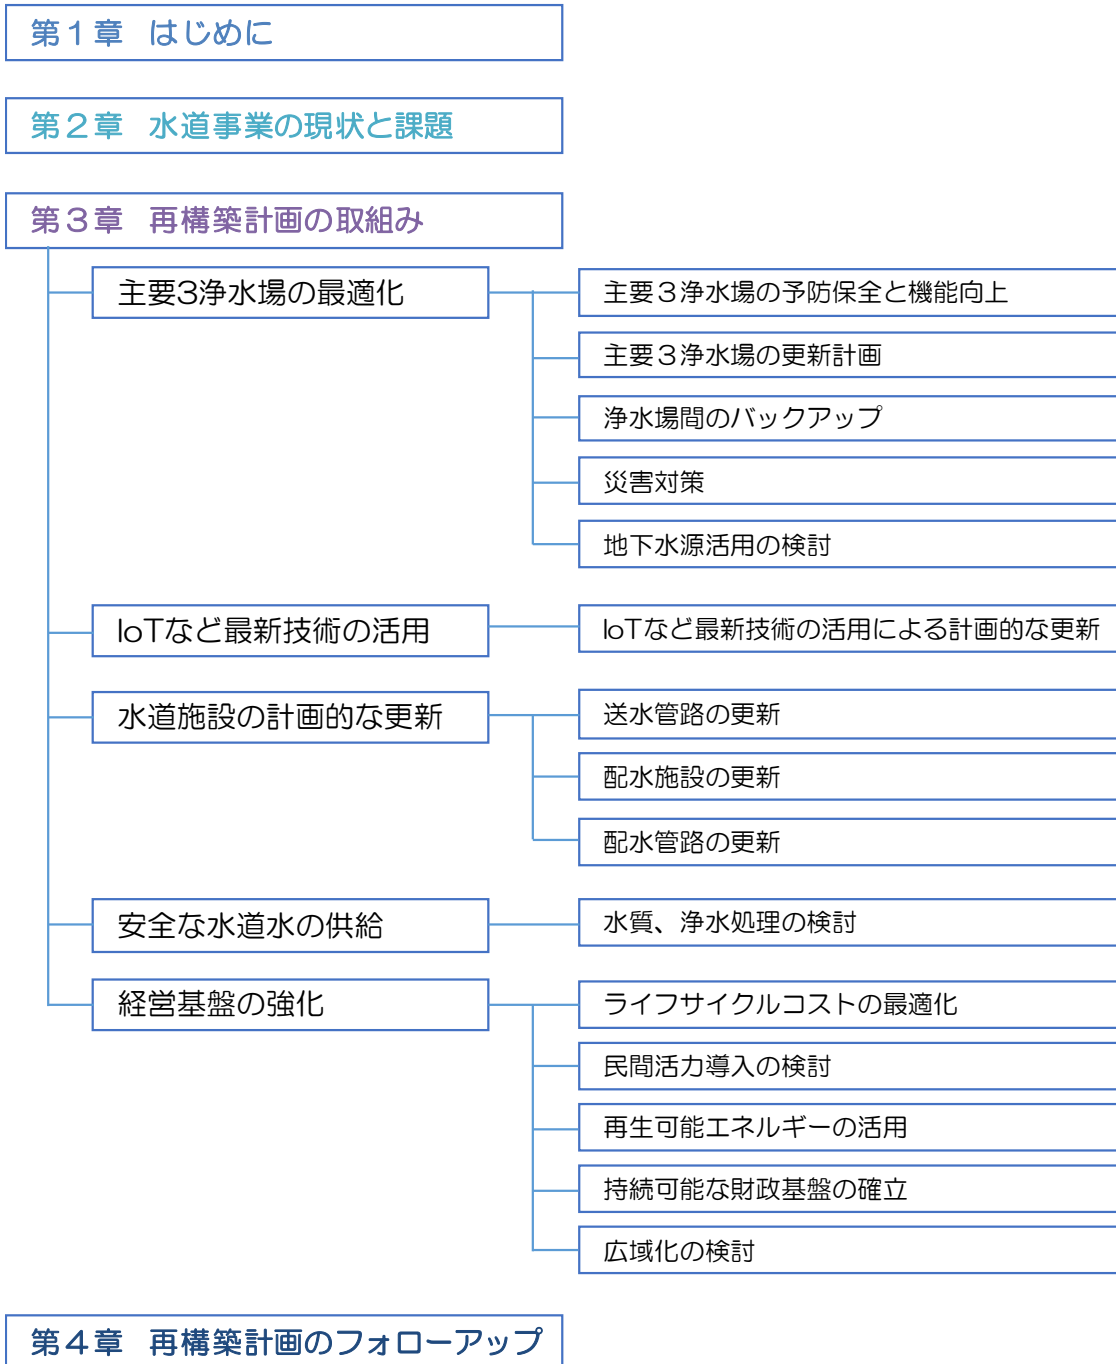 第１章 はじめに
第２章 水道事業の現状と課題
第３章 再構築計画の取組み
主要3浄水場の最適化
主要３浄水場の予防保全と機能向上
主要３浄水場の更新計画
浄水場間のバックアップ
災害対策
地下水源活用の検討
IoTなど最新技術の活用
IoTなど最新技術の活用による計画的な更新
水道施設の計画的な更新
送水管路の更新
配水施設の更新
配水管路の更新
安全な水道水の供給
水質、浄水処理の検討
経営基盤の強化
ライフサイクルコストの最適化
民間活力導入の検討
再生可能エネルギーの活用
持続可能な財政基盤の確立
広域化の検討
第４章 再構築計画のフォローアップ